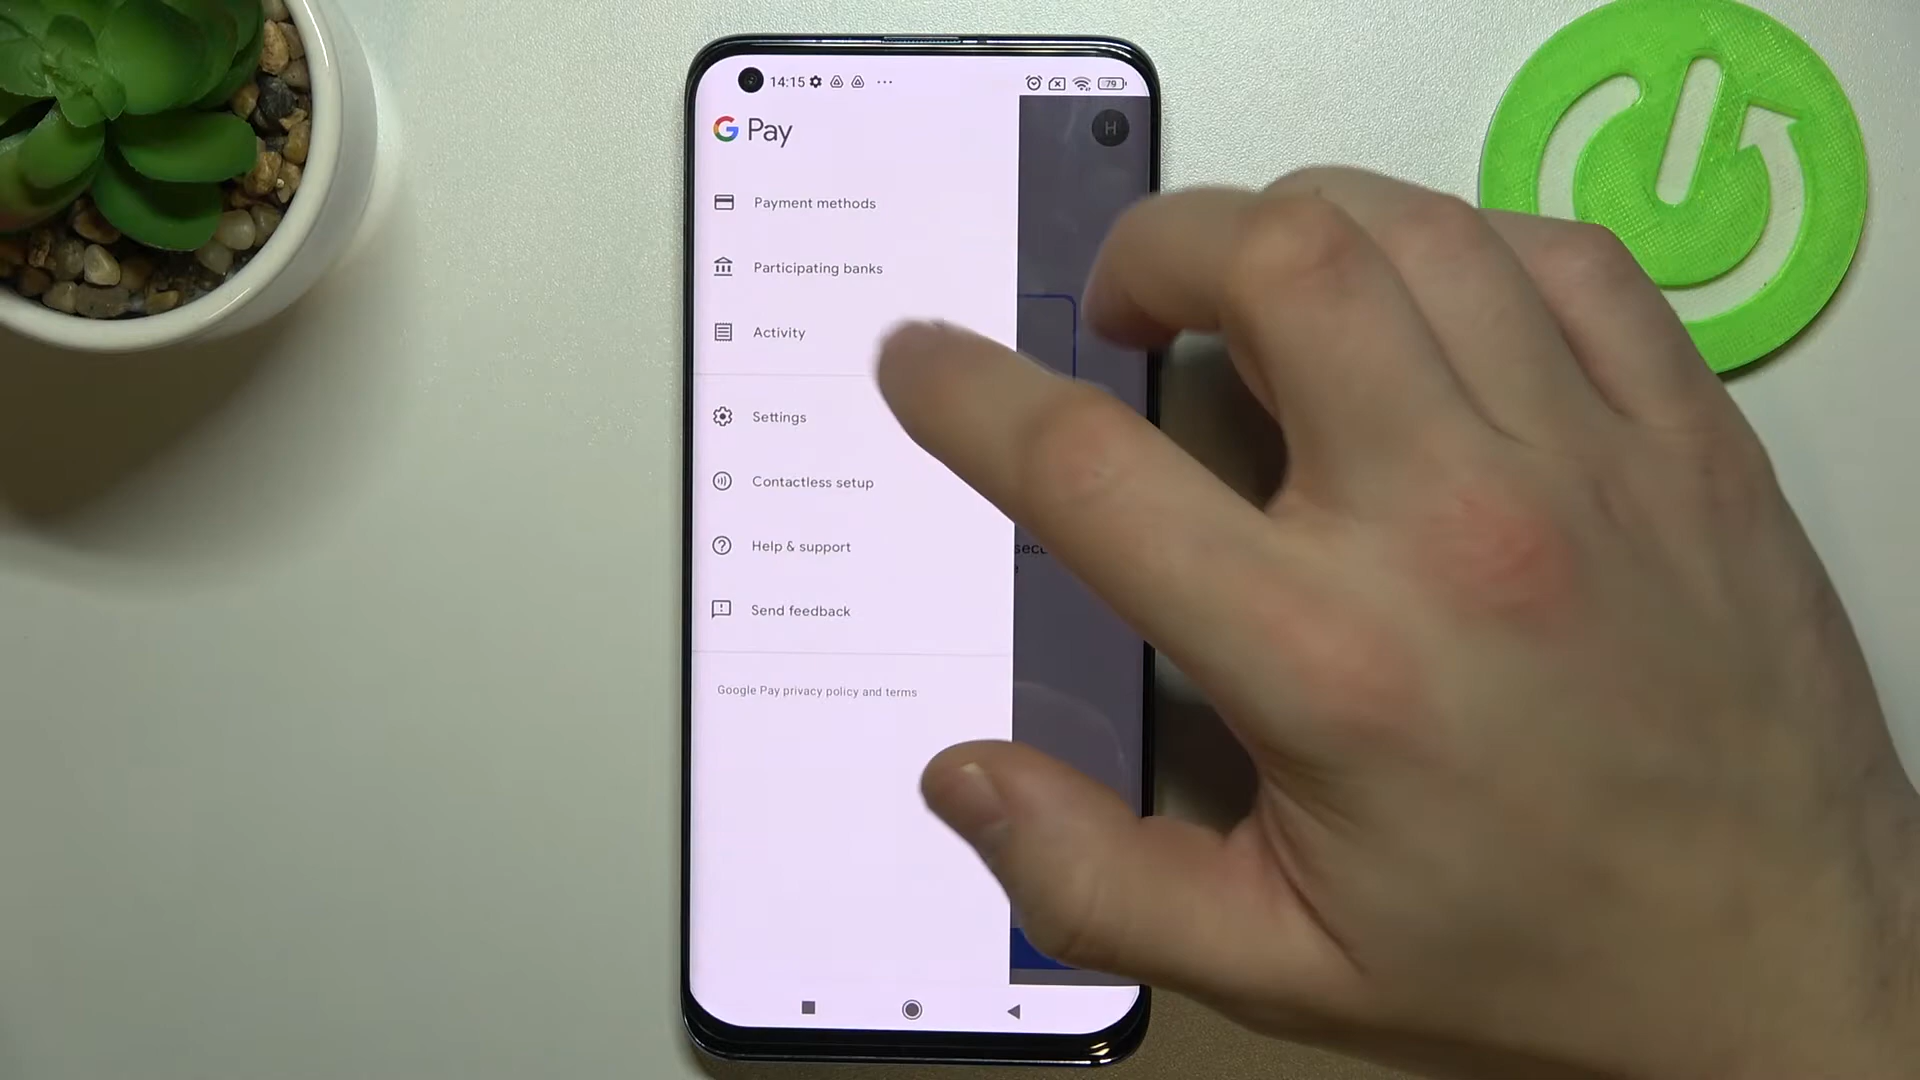 14:15 79
G Pay
H
Payment methods
Participating banks
Activity
Settings
Contactless setup
Help & support
Send feedback
Google Pay privacy policy and terms